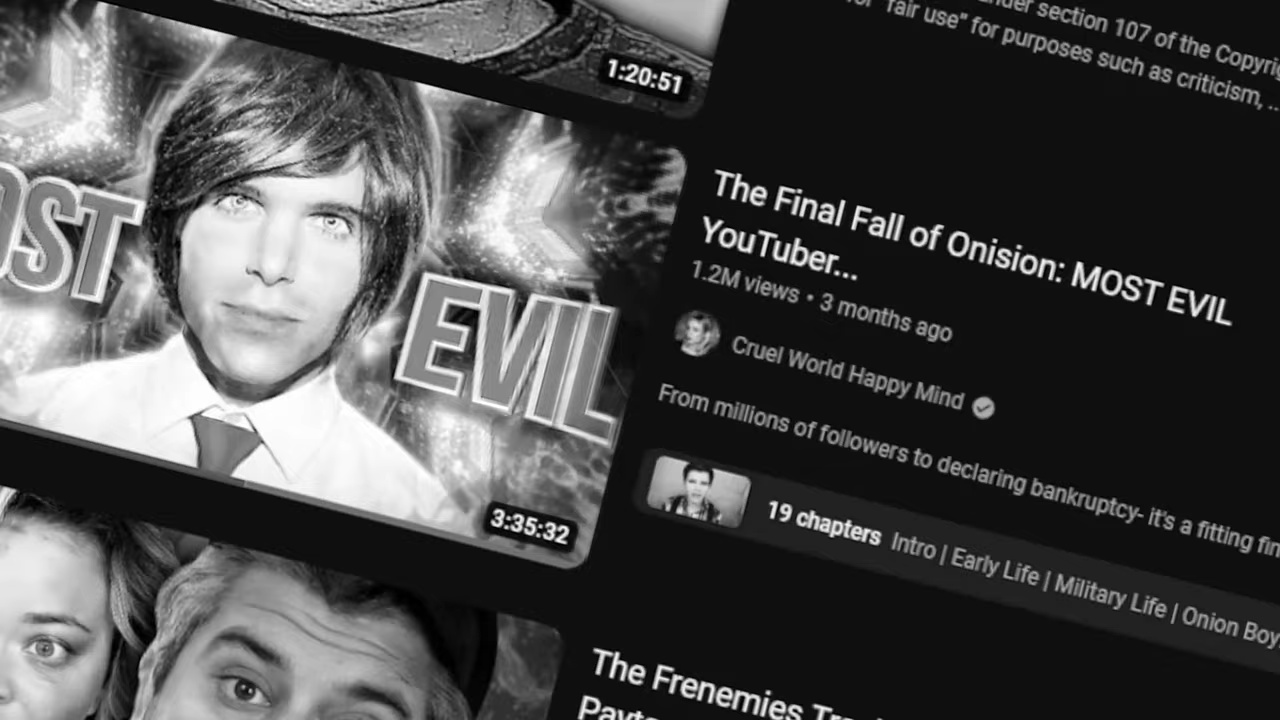 under section 107 of the Copyright
for "fair use" for purposes such as criticism, ...
1:20:51
OST
EVIL
3:35:32
The Final Fall of Onision: MOST EVIL
YouTuber...
1.2M views • 3 months ago
Cruel World Happy Mind
From millions of followers to declaring bankruptcy- it's a fitting fin
19 chapters Intro | Early Life | Military Life | Onion Boy
The Frenemies